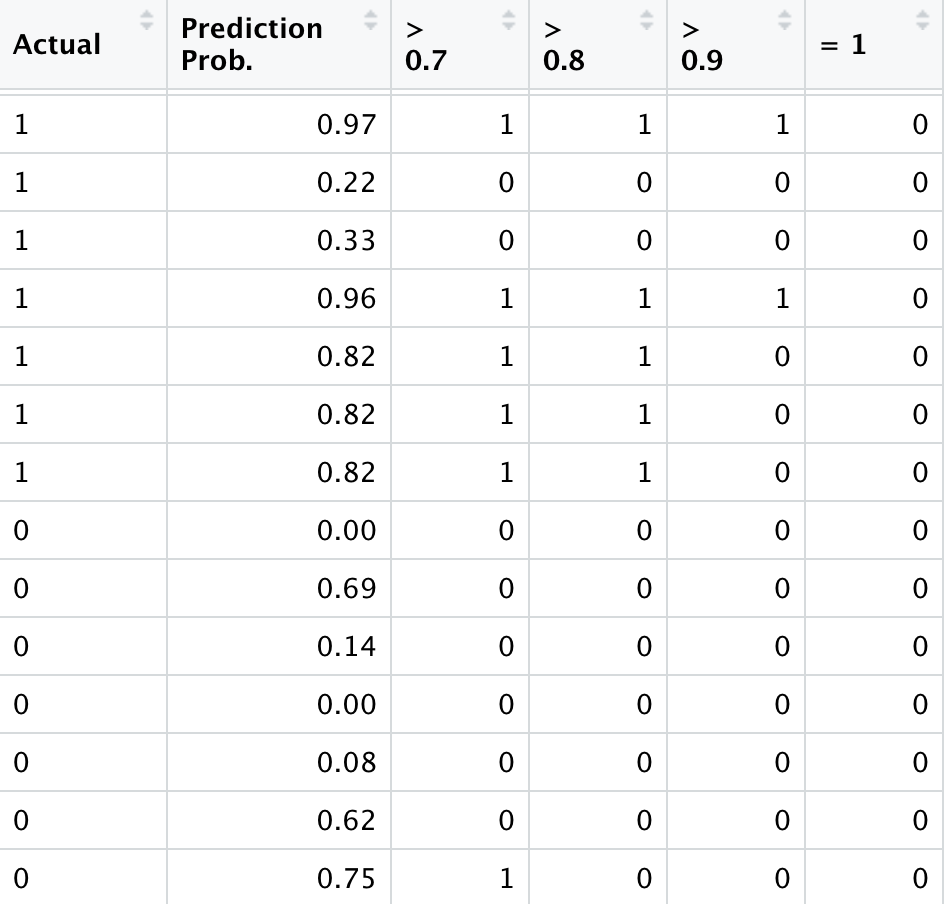 Actual Prediction Prob. > 0.7 > 0.8 > 0.9 = 1
1 0.97 1 1 1 0
1 0.22 0 0 0 0
1 0.33 0 0 0 0
1 0.96 1 1 1 0
1 0.82 1 1 0 0
1 0.82 1 1 0 0
1 0.82 1 1 0 0
0 0.00 0 0 0 0
0 0.69 0 0 0 0
0 0.14 0 0 0 0
0 0.00 0 0 0 0
0 0.08 0 0 0 0
0 0.62 0 0 0 0
0 0.75 1 0 0 0